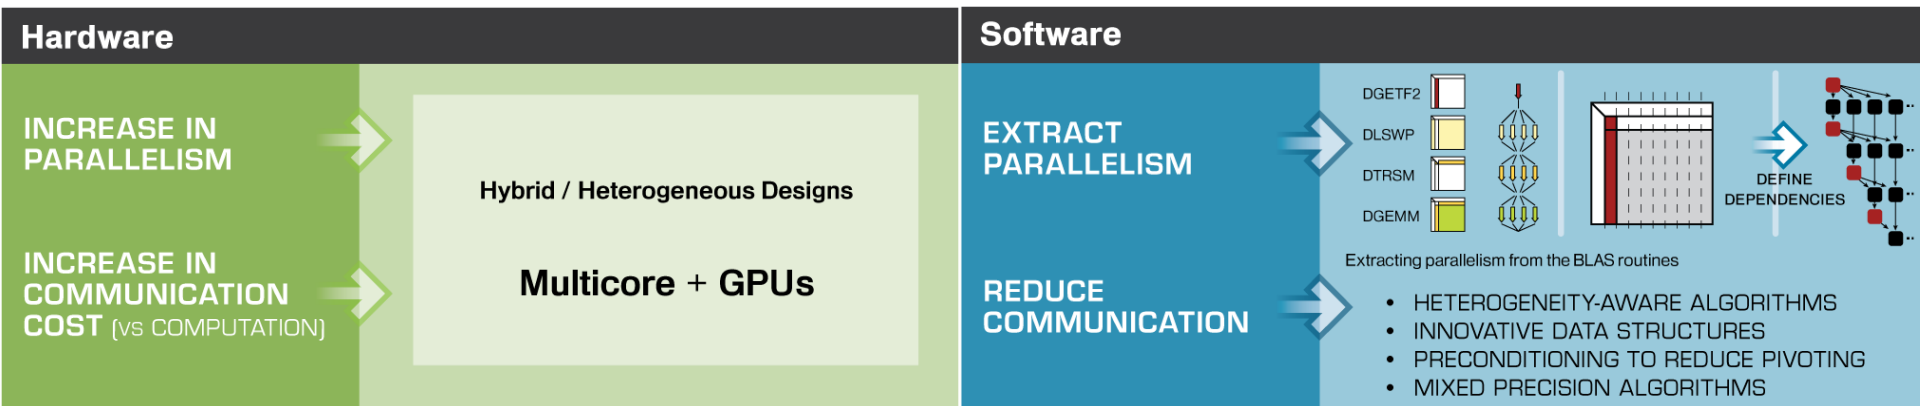 Hardware
INCREASE IN
PARALLELISM
INCREASE IN
COMMUNICATION
COST (VS COMPUTATION)
Hybrid / Heterogeneous Designs
Multicore + GPUs
Software
EXTRACT
PARALLELISM
REDUCE
COMMUNICATION
DGETF2
DLSWP
DTRSM
DGEMM
DEFINE
DEPENDENCIES
Extracting parallelism from the BLAS routines
• HETEROGENEITY-AWARE ALGORITHMS
• INNOVATIVE DATA STRUCTURES
• PRECONDITIONING TO REDUCE PIVOTING
• MIXED PRECISION ALGORITHMS